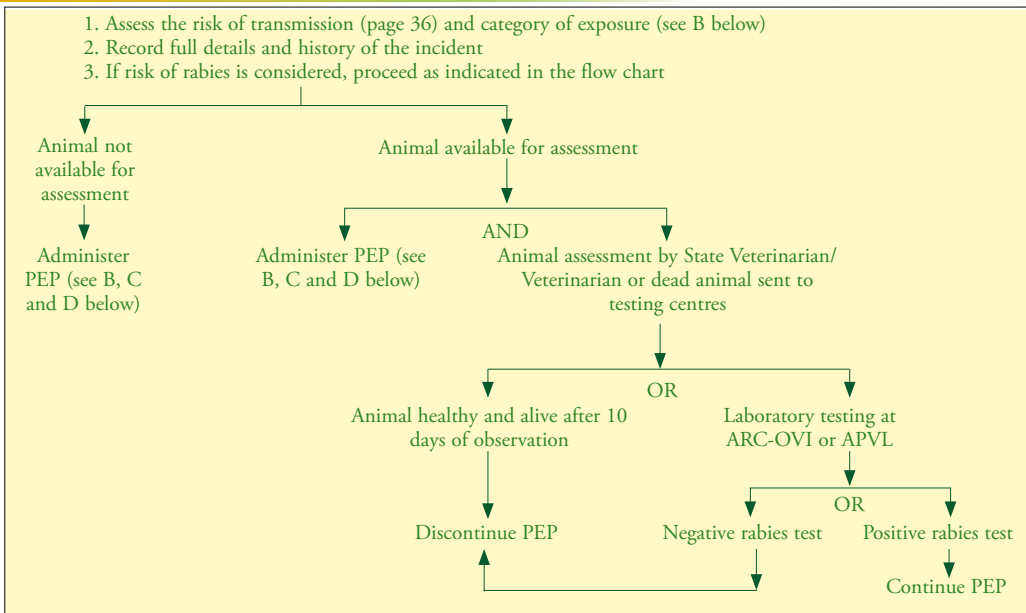 1. Assess the risk of transmission (page 36) and category of exposure (see B below)
2. Record full details and history of the incident
3. If risk of rabies is considered, proceed as indicated in the flow chart
Animal not
available for
assessment
Animal available for assessment
Administer
PEP (see B, C
and D below)
Administer PEP (see
B, C and D below)
AND
Animal assessment by State Veterinarian/
Veterinarian or dead animal sent to
testing centres
OR
Animal healthy and alive after 10
days of observation
Laboratory testing at
ARC-OVI or APVL
OR
Discontinue PEP
Negative rabies test
Positive rabies test
Continue PEP